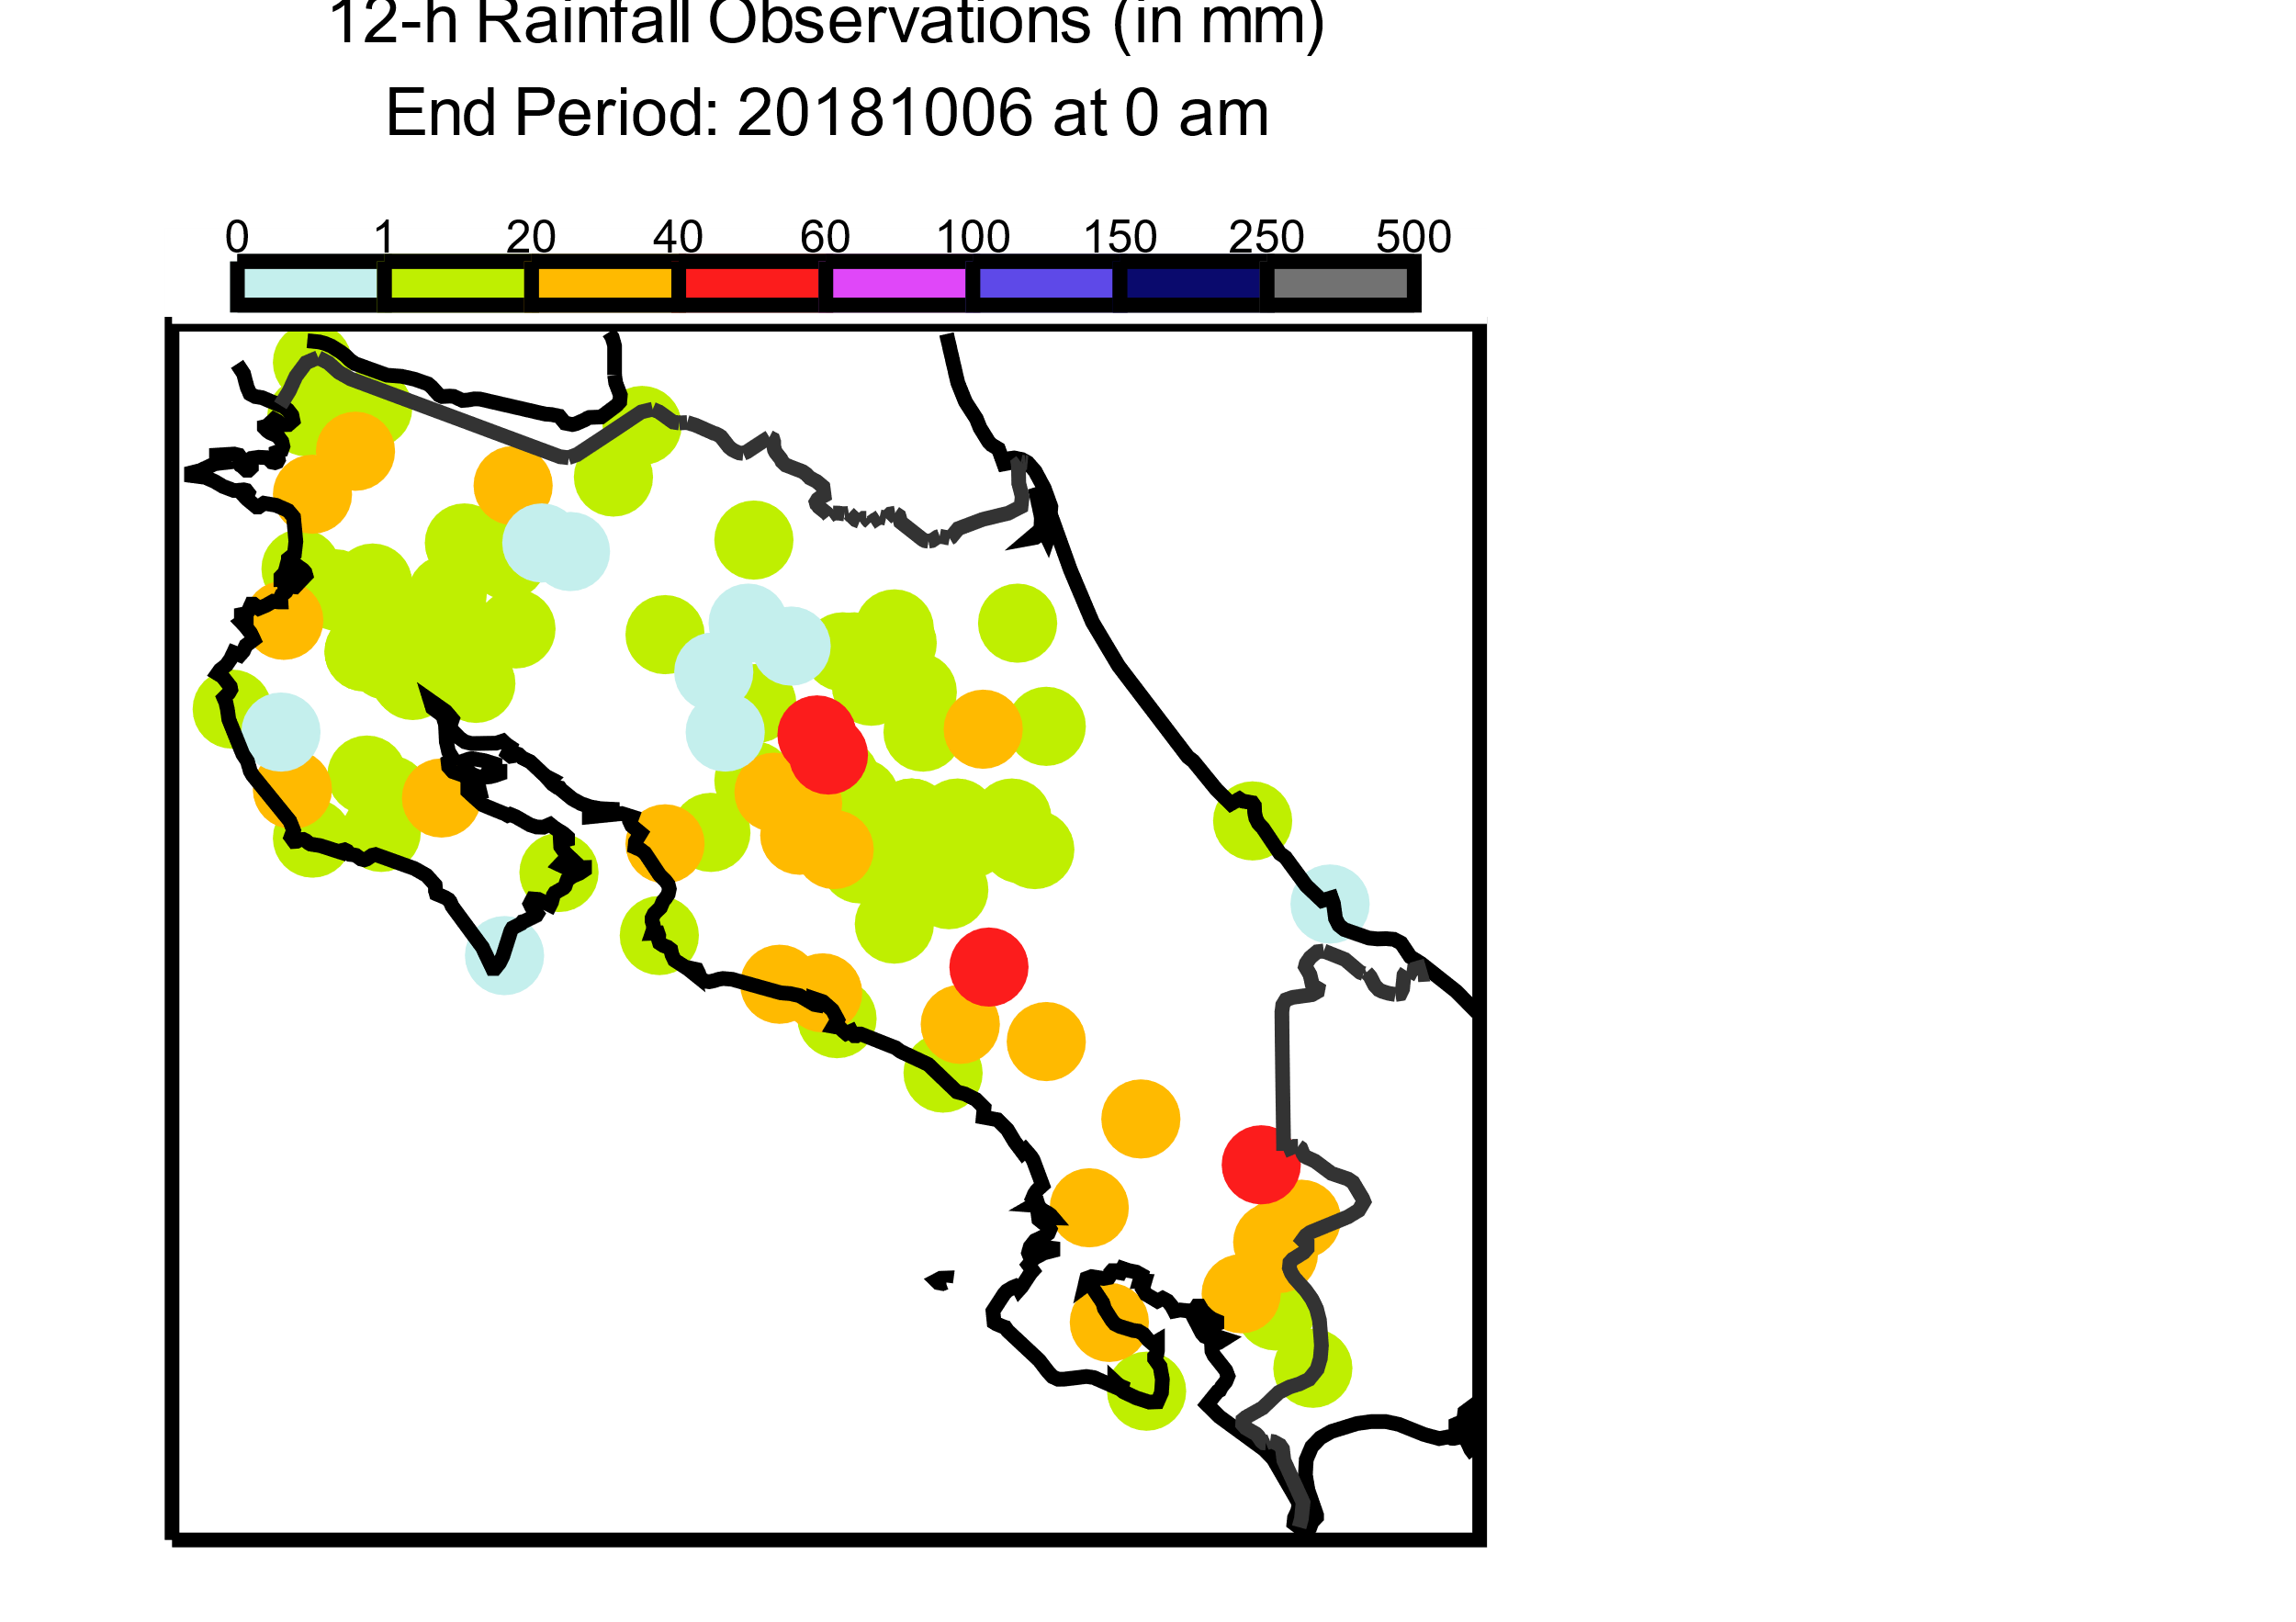 12-h Rainfall Observations (in mm)
End Period: 20181006 at 0 am
0 1 20 40 60 100 150 250 500